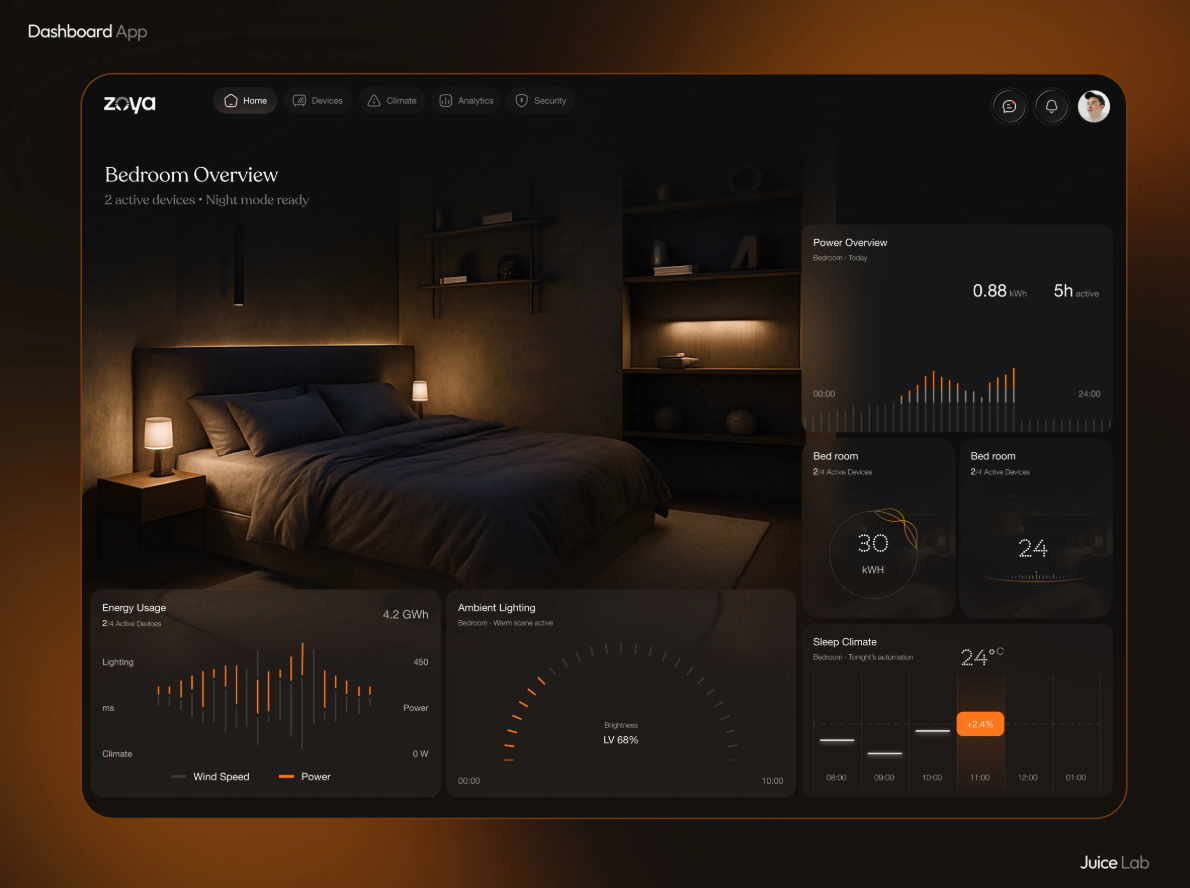 Dashboard App
zoya
Home
Devices
Climate
Analytics
Security
Bedroom Overview
2 active devices • Night mode ready
Power Overview
Bedroom · Today
0.88 kWh
5h active
00:00
24:00
Bed room
2/4 Active Devices
30
kWH
Bed room
2/4 Active Devices
24
Energy Usage
2/4 Active Devices
4.2 GWh
Lighting
450
ms
Power
Climate
0 W
Wind Speed
Power
Ambient Lighting
Bedroom · Warm scene active
Brightness
LV 68%
00:00
10:00
Sleep Climate
Bedroom · Tonight's automation
24°C
+2.4%
08:00
09:00
10:00
11:00
12:00
01:00
Juice Lab